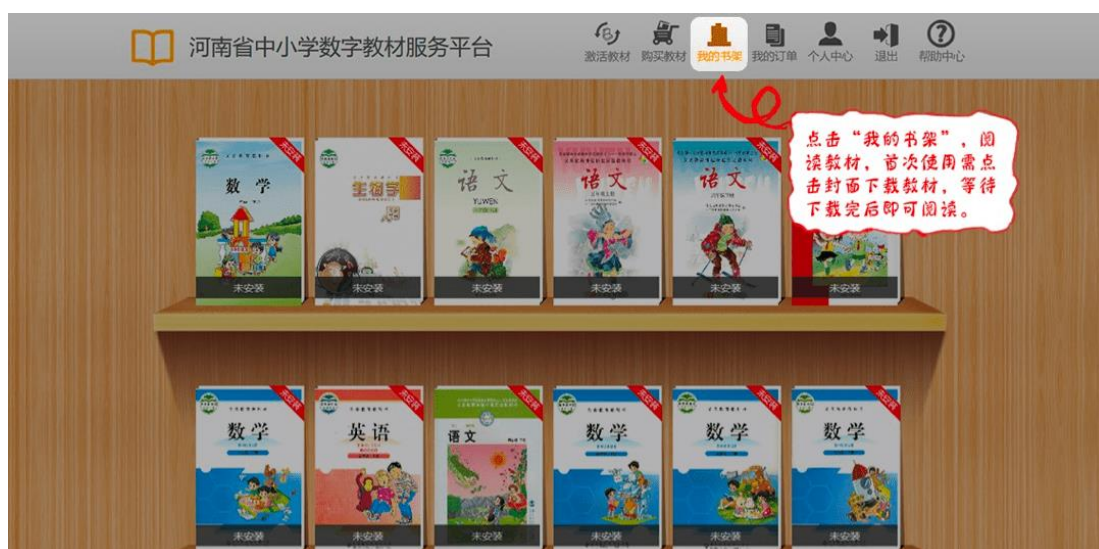 河南省中小学数字教材服务平台
激活教材 购买教材 我的书架 我的订单 个人中心 退出 帮助中心
点击“我的书架”，阅
读教材，首次使用需点
击封面下载教材，等待
下载完后即可阅读。
数学 生物学 语文 语文 语文
YUWEN
未安装 未安装 未安装 未安装 未安装 未安装
数学 英语 语文 数学 数学 数学
未安装 未安装 未安装 未安装 未安装 未安装